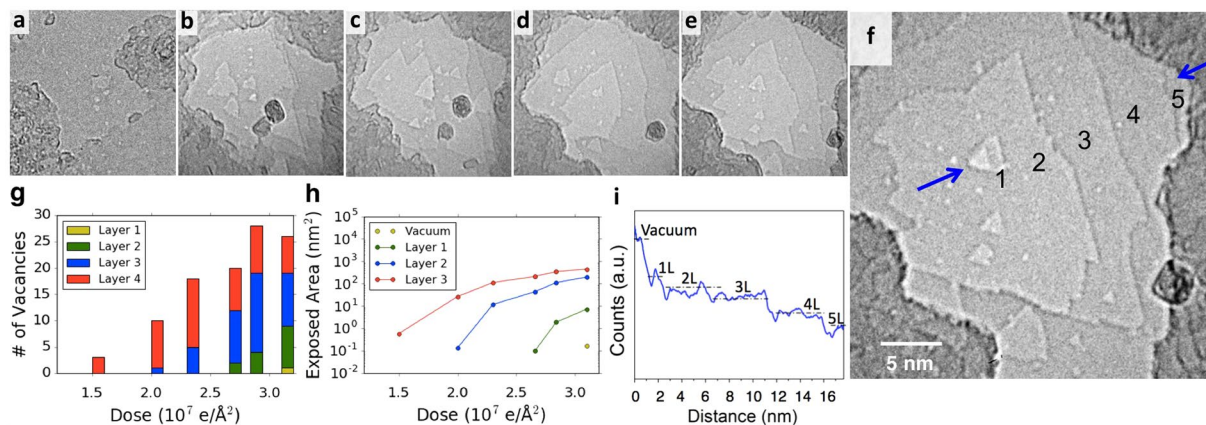 a
b
c
d
e
f
1
2
3
4
5
5 nm
g
# of Vacancies
30
25
20
15
10
5
0
Layer 1
Layer 2
Layer 3
Layer 4
1.5 2.0 2.5 3.0
Dose (10⁷ e/Å²)
h
Exposed Area (nm²)
10⁵
10⁴
10³
10²
10¹
10⁰
10⁻¹
10⁻²
Vacuum
Layer 1
Layer 2
Layer 3
1.5 2.0 2.5 3.0
Dose (10⁷ e/Å²)
i
Counts (a.u.)
Vacuum
1L
2L
3L
4L
5L
0 2 4 6 8 10 12 14 16
Distance (nm)